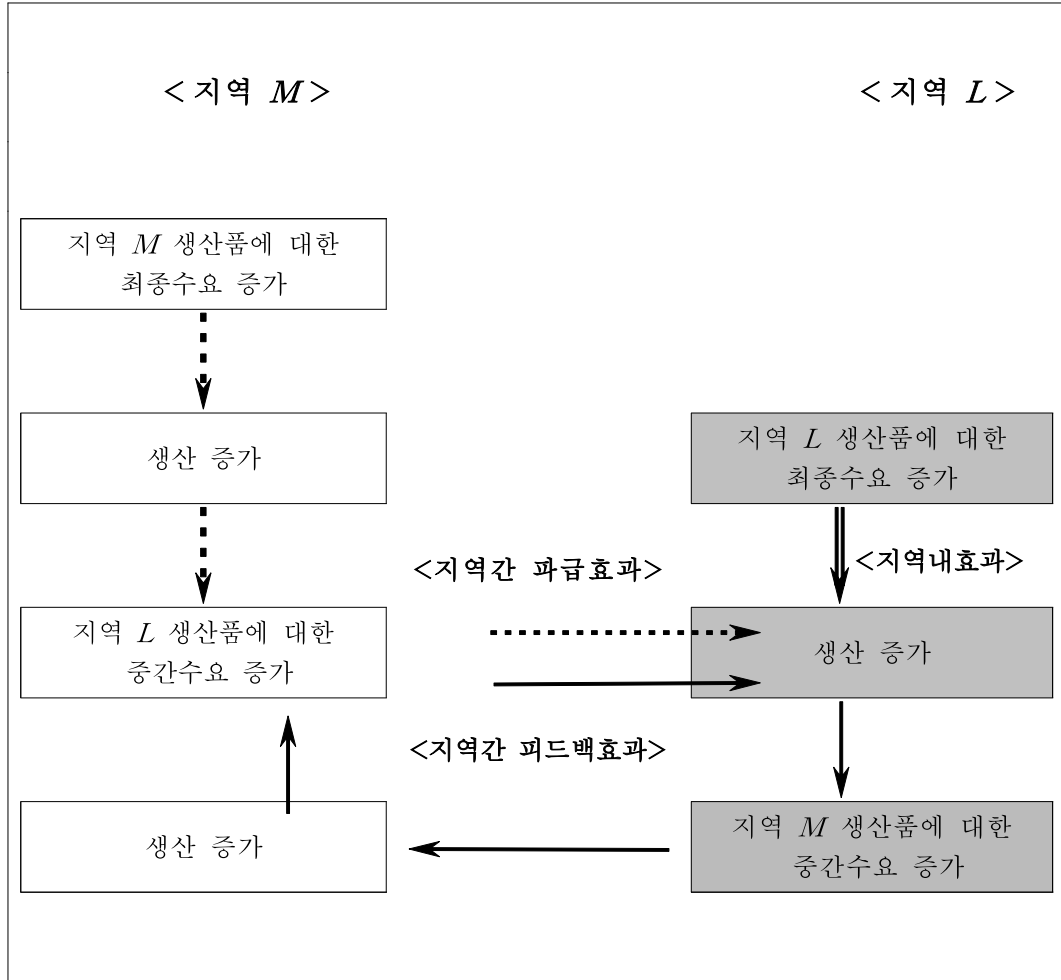 <지역 M>
<지역 L>
지역 M 생산품에 대한
최종수요 증가
생산 증가
지역 L 생산품에 대한
최종수요 증가
<지역간 파급효과>
<지역내효과>
지역 L 생산품에 대한
중간수요 증가
생산 증가
<지역간 피드백효과>
생산 증가
지역 M 생산품에 대한
중간수요 증가